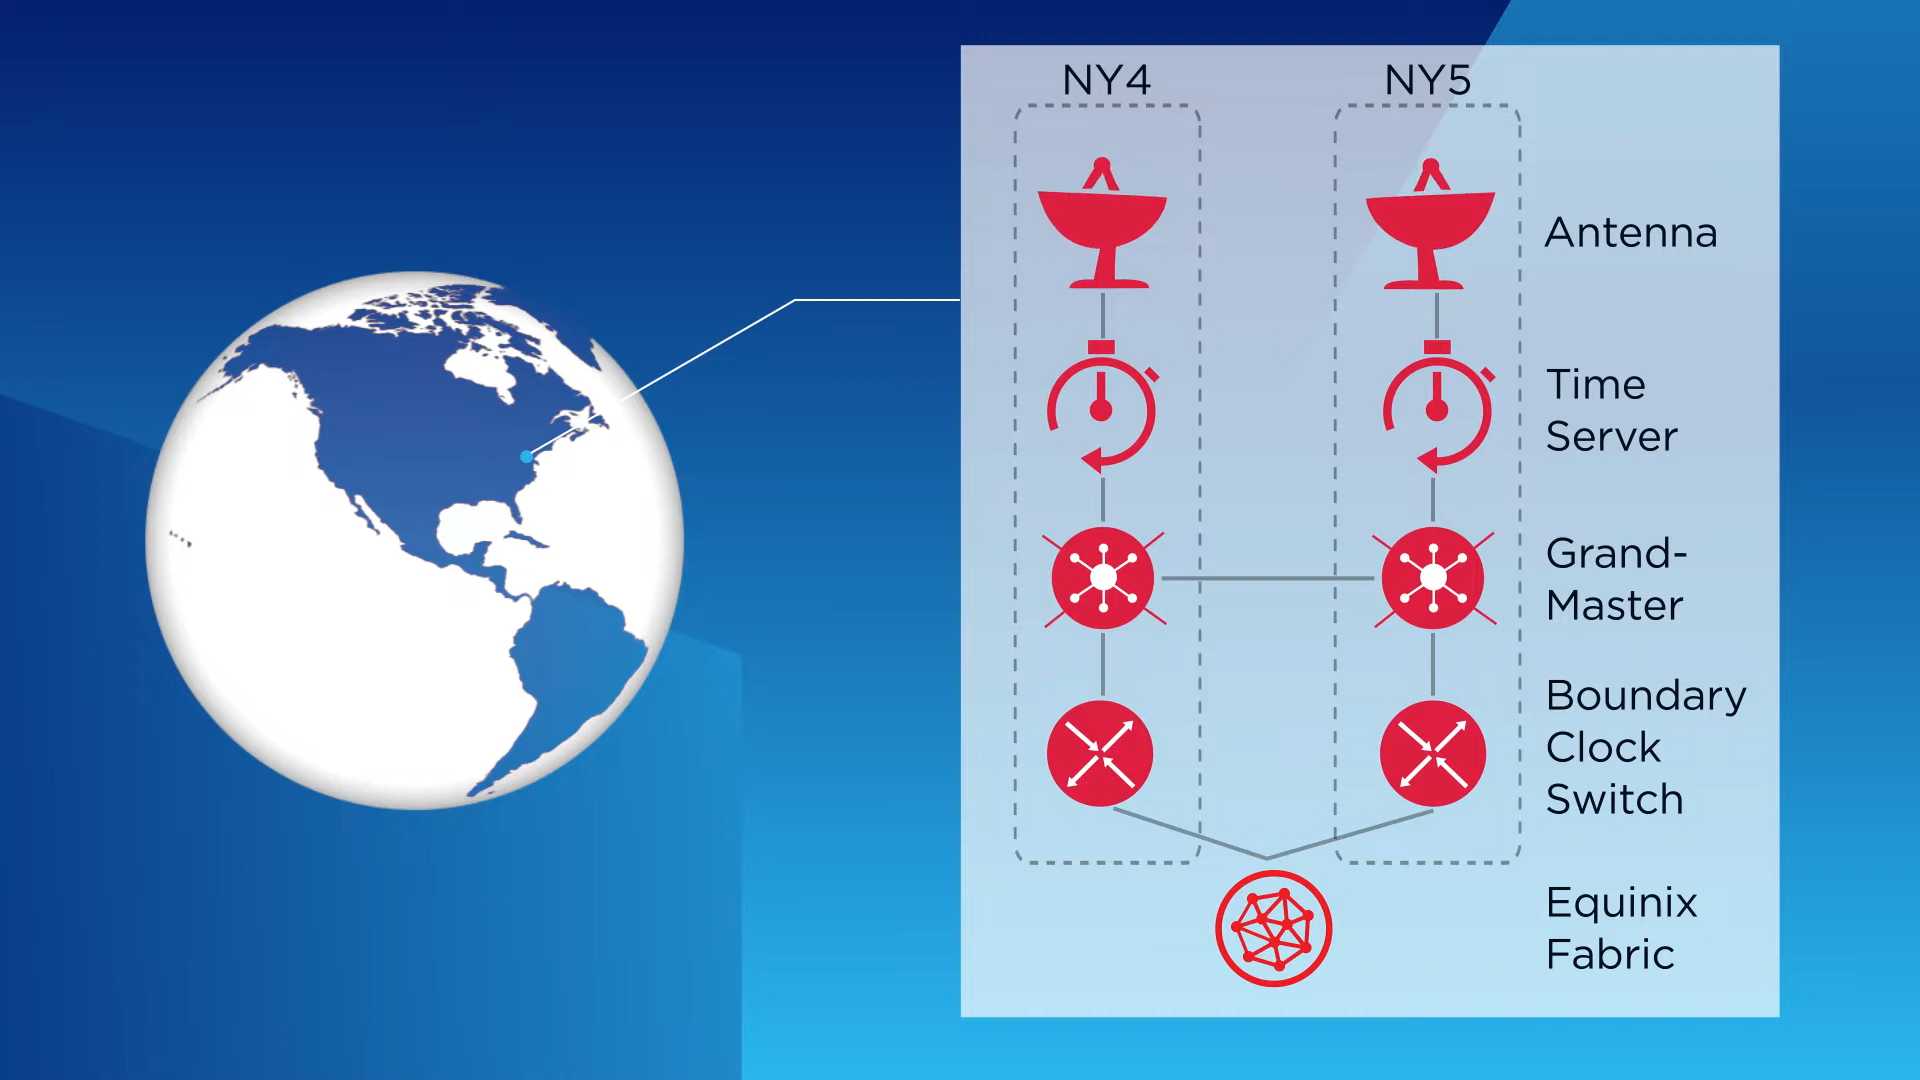 NY4
NY5
Antenna
Time
Server
Grand-
Master
Boundary
Clock
Switch
Equinix
Fabric